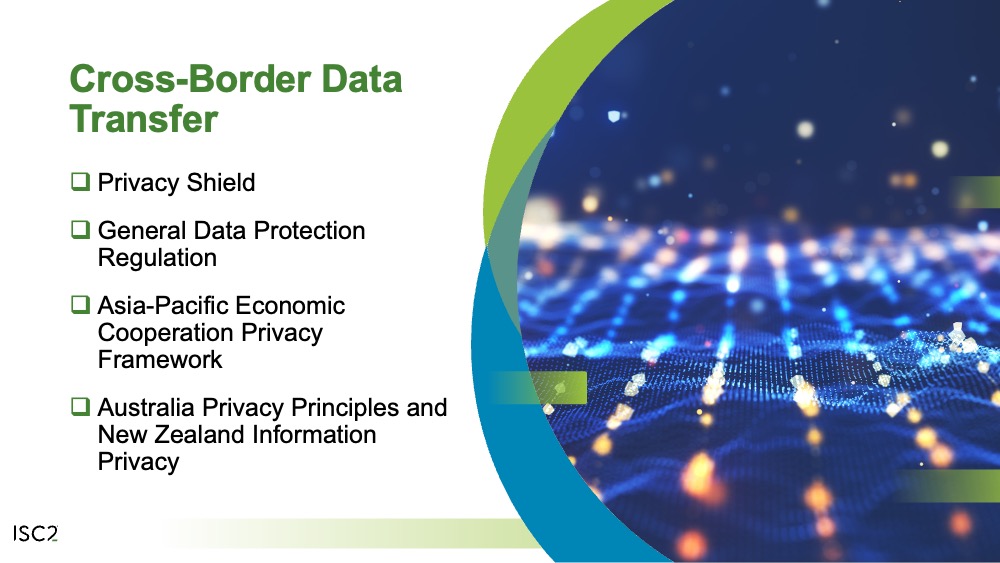 Cross-Border Data
Transfer
Privacy Shield
General Data Protection
Regulation
Asia-Pacific Economic
Cooperation Privacy
Framework
Australia Privacy Principles and
New Zealand Information
Privacy
ISC2